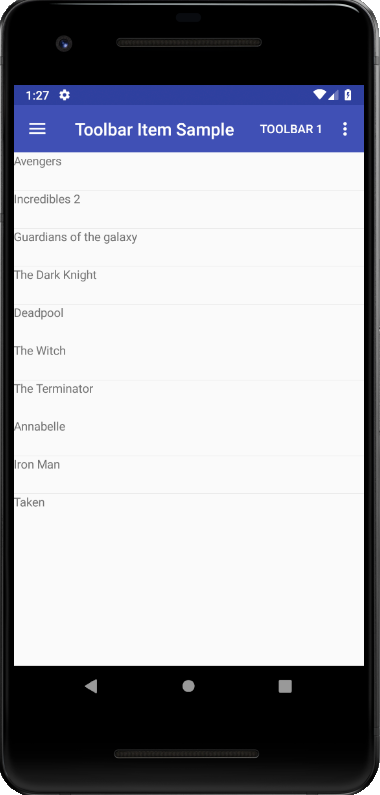 1:27
Toolbar Item Sample TOOLBAR 1
Avengers
Incredibles 2
Guardians of the galaxy
The Dark Knight
Deadpool
The Witch
The Terminator
Annabelle
Iron Man
Taken